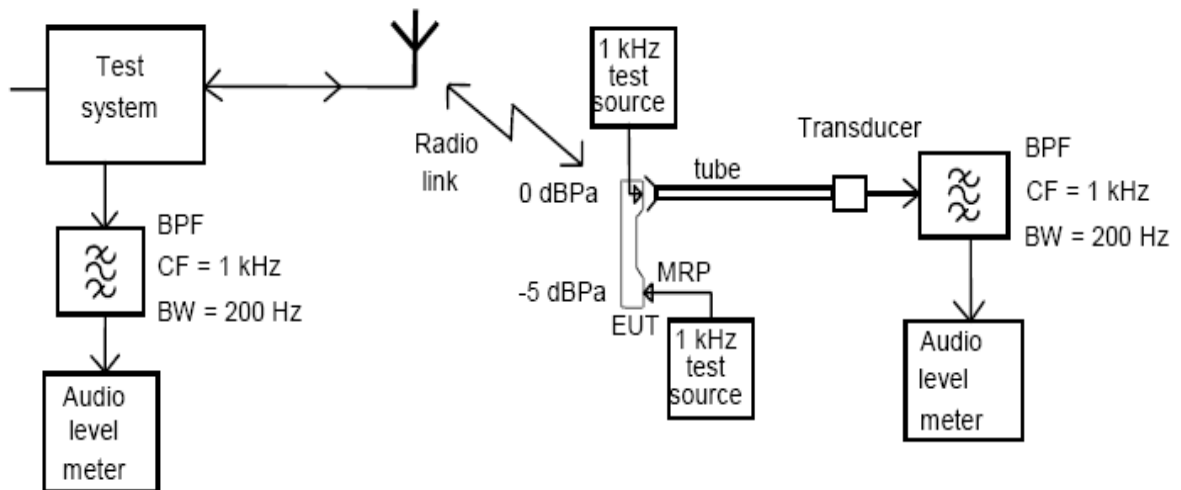 Test
system
Radio
link
BPF
CF = 1 kHz
BW = 200 Hz
Audio
level
meter
1 kHz
test
source
0 dBPa
tube
Transducer
-5 dBPa
MRP
EUT
1 kHz
test
source
BPF
CF = 1 kHz
BW = 200 Hz
Audio
level
meter